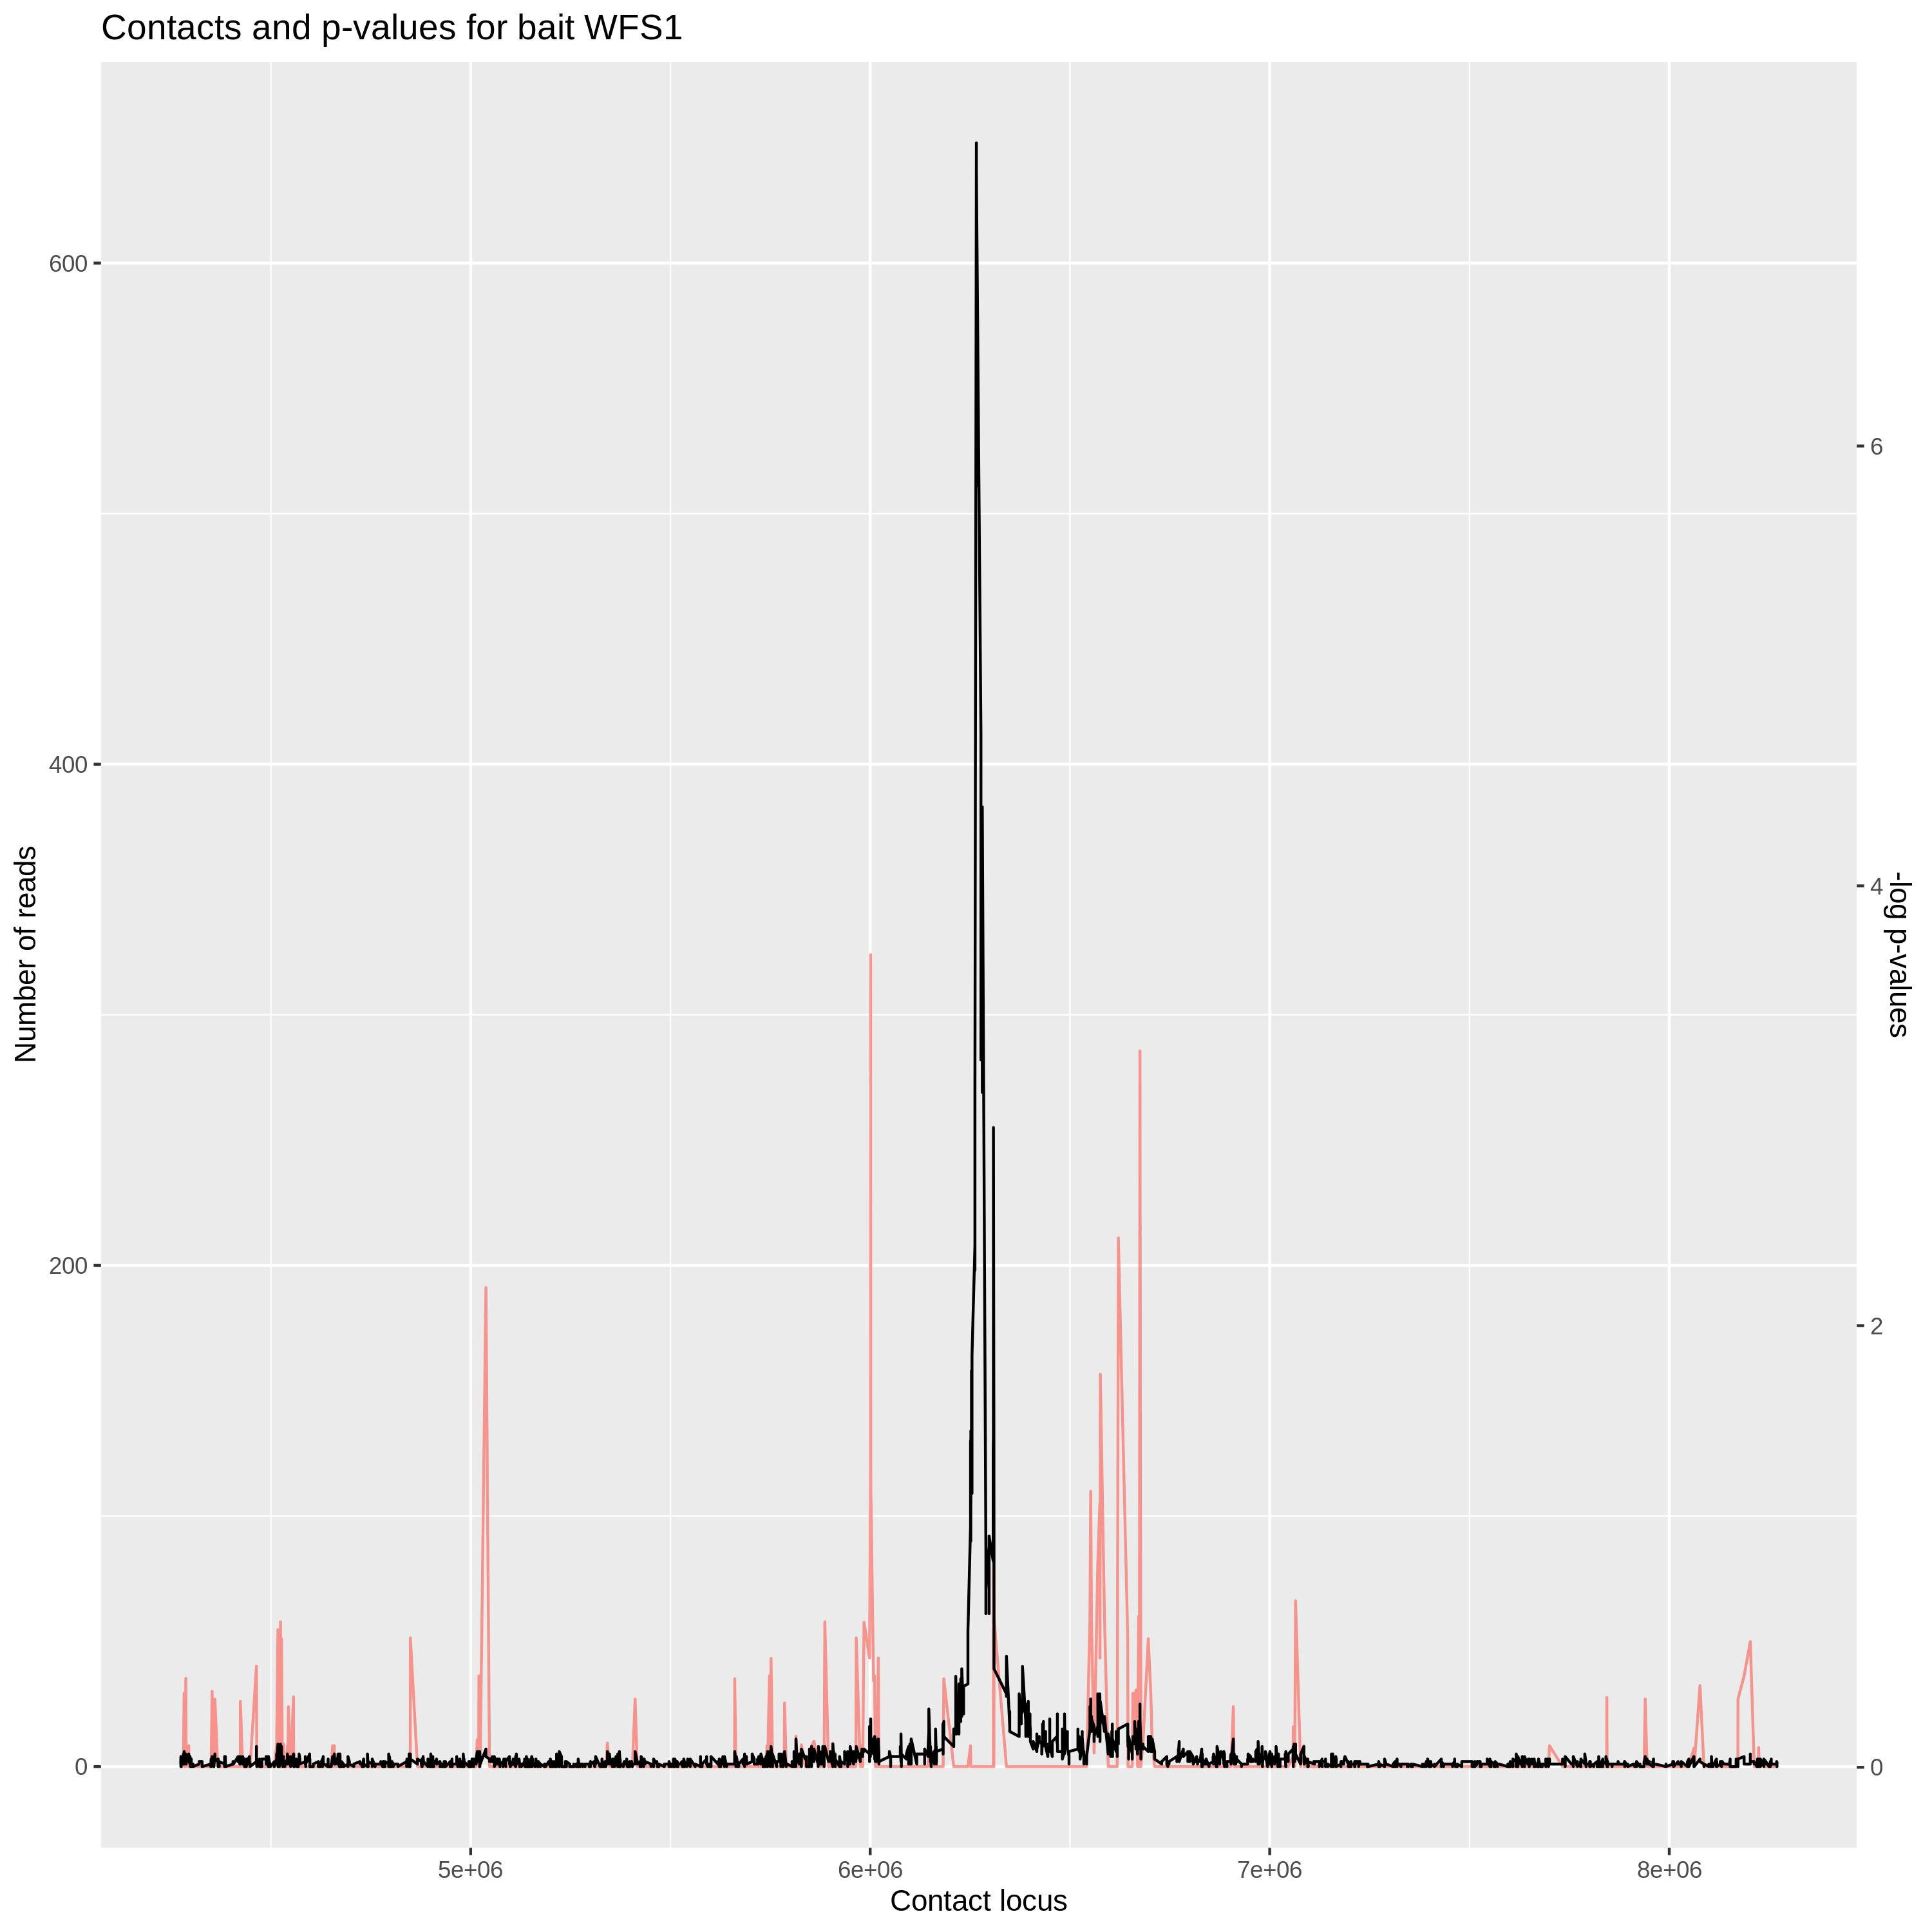 Contacts and p-values for bait WFS1
600
400
200
0
6
4
2
0
Number of reads
-log p-values
5e+06
6e+06
7e+06
8e+06
Contact locus